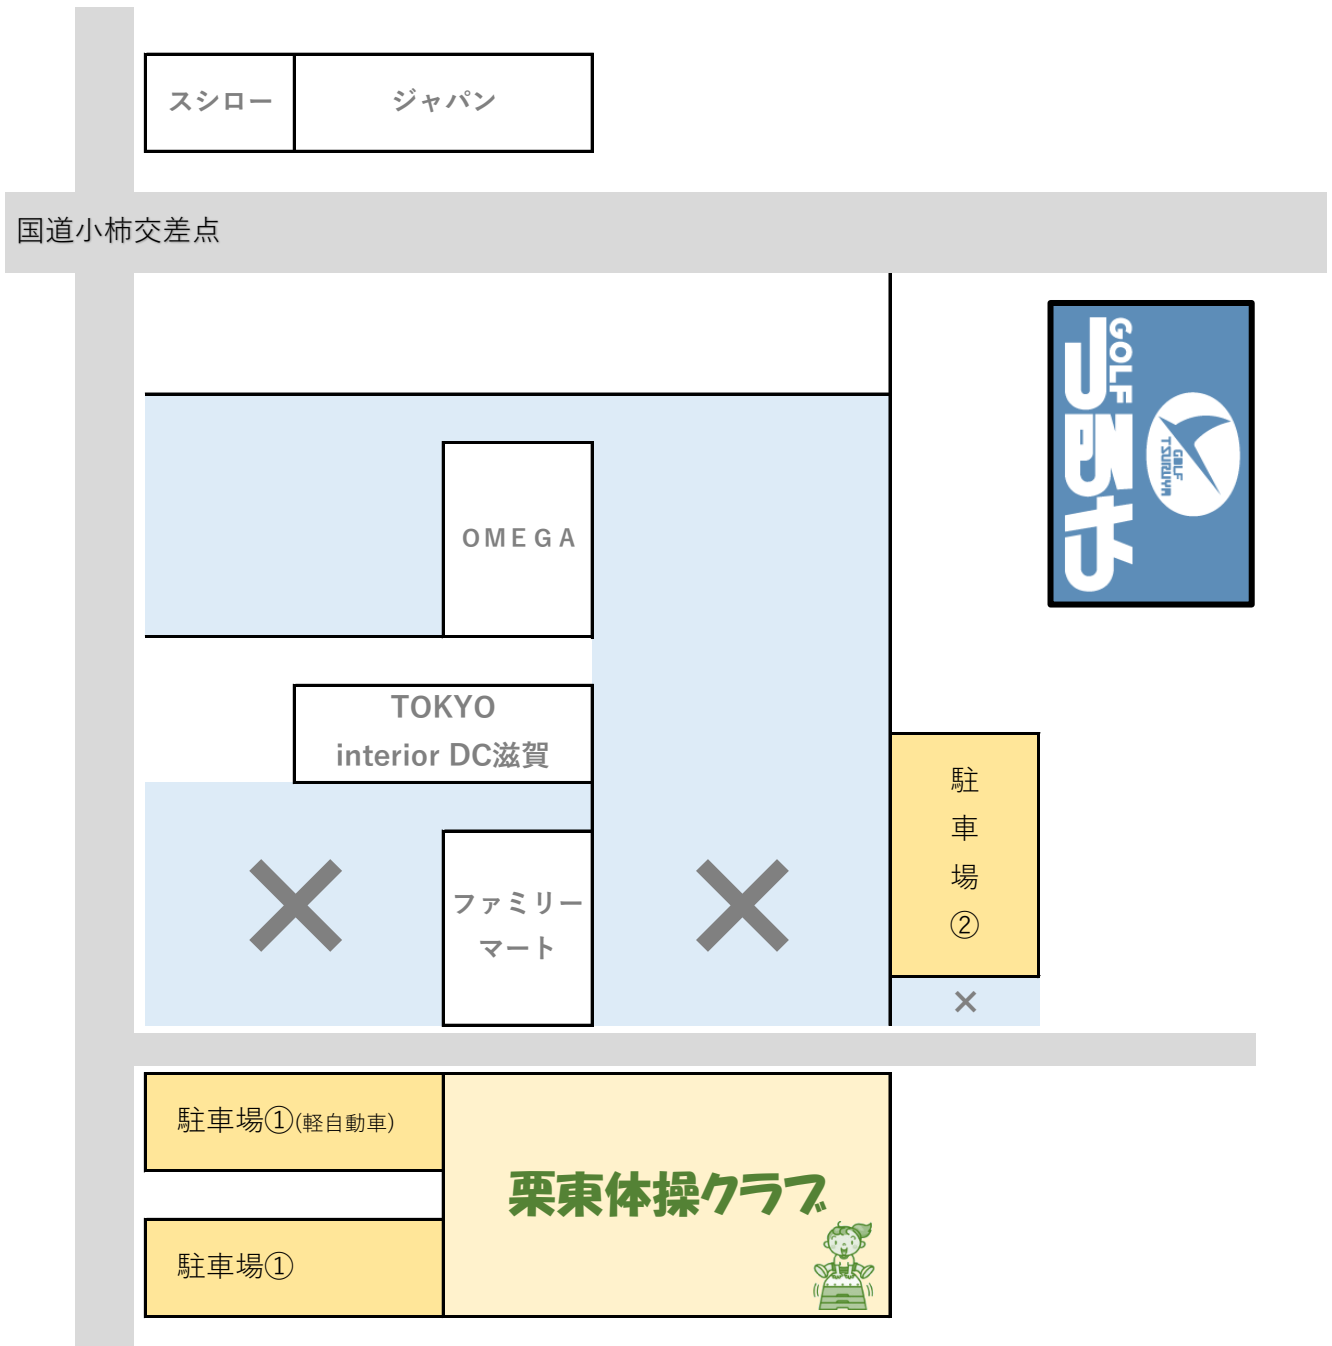 スシロー
ジャパン
国道小柿交差点
GOLF
つるや
GOLF
TSURUYA
OMEGA
TOKYO
interior DC滋賀
駐
車
場
②
ファミリー
マート
×
駐車場①(軽自動車)
栗東体操クラブ
駐車場①